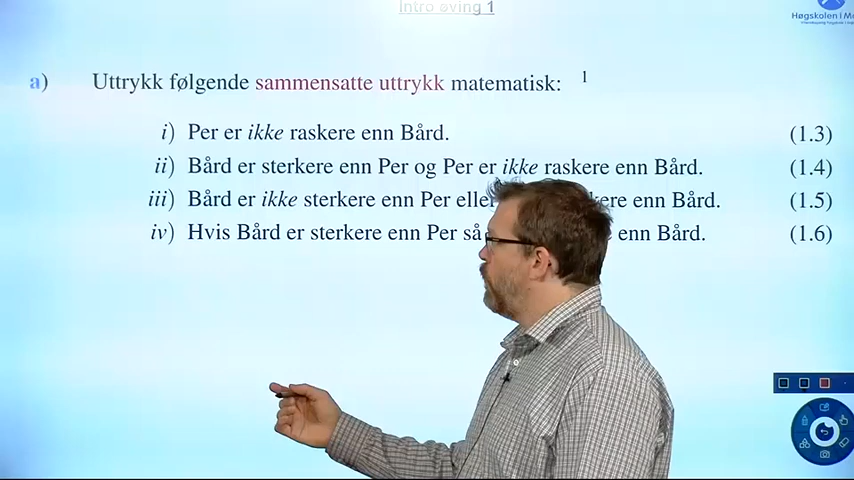 Intro øving 1
Høgskolen i M
a) Uttrykk følgende sammensatte uttrykk matematisk: 1
i) Per er ikke raskere enn Bård. (1.3)
ii) Bård er sterkere enn Per og Per er ikke raskere enn Bård. (1.4)
iii) Bård er ikke sterkere enn Per eller kere enn Bård. (1.5)
iv) Hvis Bård er sterkere enn Per så enn Bård. (1.6)